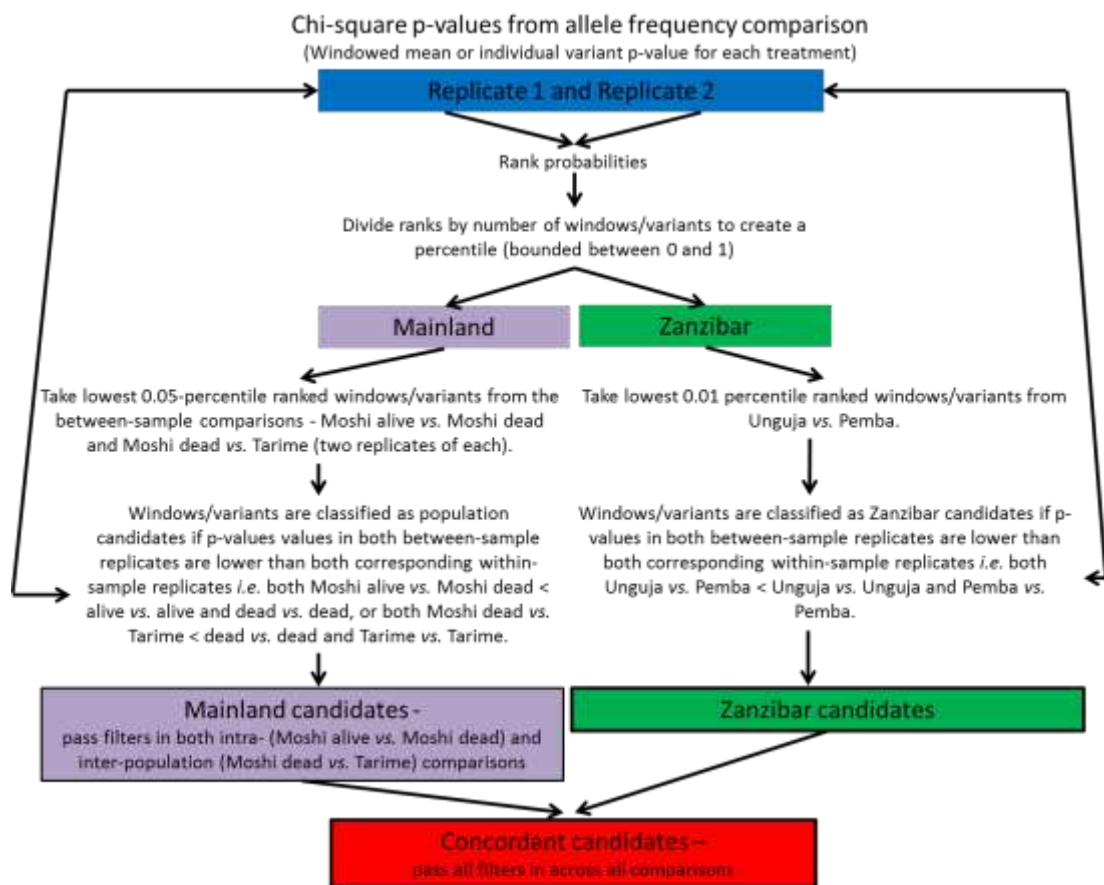 Chi-square p-values from allele frequency comparison
(Windowed mean or individual variant p-value for each treatment)
Replicate 1 and Replicate 2
Rank probabilities
Divide ranks by number of windows/variants to create a
percentile (bounded between 0 and 1)
Mainland
Zanzibar
Take lowest 0.05-percentile ranked windows/variants from the
between-sample comparisons - Moshi alive vs. Moshi dead
and Moshi dead vs. Tarime (two replicates of each).
Take lowest 0.01 percentile ranked windows/variants from
Unguja vs. Pemba.
Windows/variants are classified as population
candidates if p-values values in both between-sample
replicates are lower than both corresponding within-
sample replicates i.e. both Moshi alive vs. Moshi dead <
alive vs. alive and dead vs. dead, or both Moshi dead vs.
Tarime < dead vs. dead and Tarime vs. Tarime.
Windows/variants are classified as Zanzibar candidates if p-
values in both between-sample replicates are lower than
both corresponding within-sample replicates i.e. both
Unguja vs. Pemba < Unguja vs. Unguja and Pemba vs.
Pemba.
Mainland candidates -
pass filters in both intra- (Moshi alive vs. Moshi dead) and
inter-population (Moshi dead vs. Tarime) comparisons
Zanzibar candidates
Concordant candidates –
pass all filters in across all comparisons